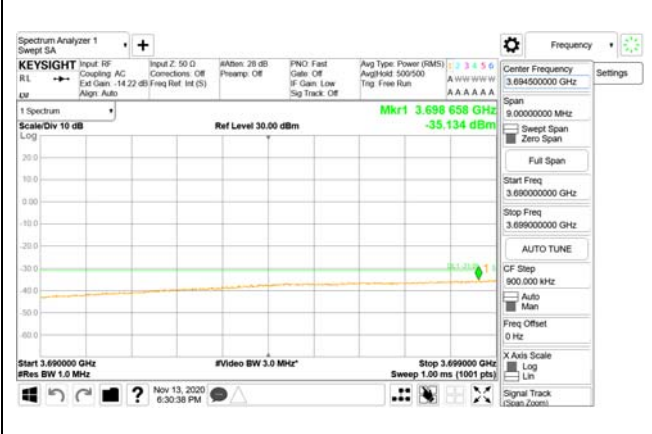 Spectrum Analyzer 1
Swept SA
Frequency
KEYSIGHT
Input: RF
Coupling: AC
Ext Gain: -14.22 dB
Align: Auto
Input Z: 50 Ω
Corrections: Off
Freq Ref: Int (S)
#Atten: 28 dB
Preamp: Off
PNO: Fast
Gate: Off
IF Gain: Low
Sig Track: Off
Avg Type: Power (RMS)
Avg|Hold: 500/500
Trig: Free Run
1 2 3 4 5 6
A W W W W W
A A A A A A
RL
1 Spectrum
Scale/Div 10 dB
Log
Ref Level 30.00 dBm
Mkr1 3.698 658 GHz
-35.134 dBm
20.0
10.0
0.00
-10.0
-20.0
-30.0
-40.0
-50.0
-60.0
1
Start 3.690000 GHz
#Res BW 1.0 MHz
#Video BW 3.0 MHz*
Stop 3.699000 GHz
Sweep 1.00 ms (1001 pts)
Nov 13, 2020
6:30:38 PM
Center Frequency
3.694500000 GHz
Settings
Span
9.00000000 MHz
Swept Span
Zero Span
Full Span
Start Freq
3.690000000 GHz
Stop Freq
3.699000000 GHz
AUTO TUNE
CF Step
900.000 kHz
Auto
Man
Freq Offset
0 Hz
X Axis Scale
Log
Lin
Signal Track
(Span Zoom)